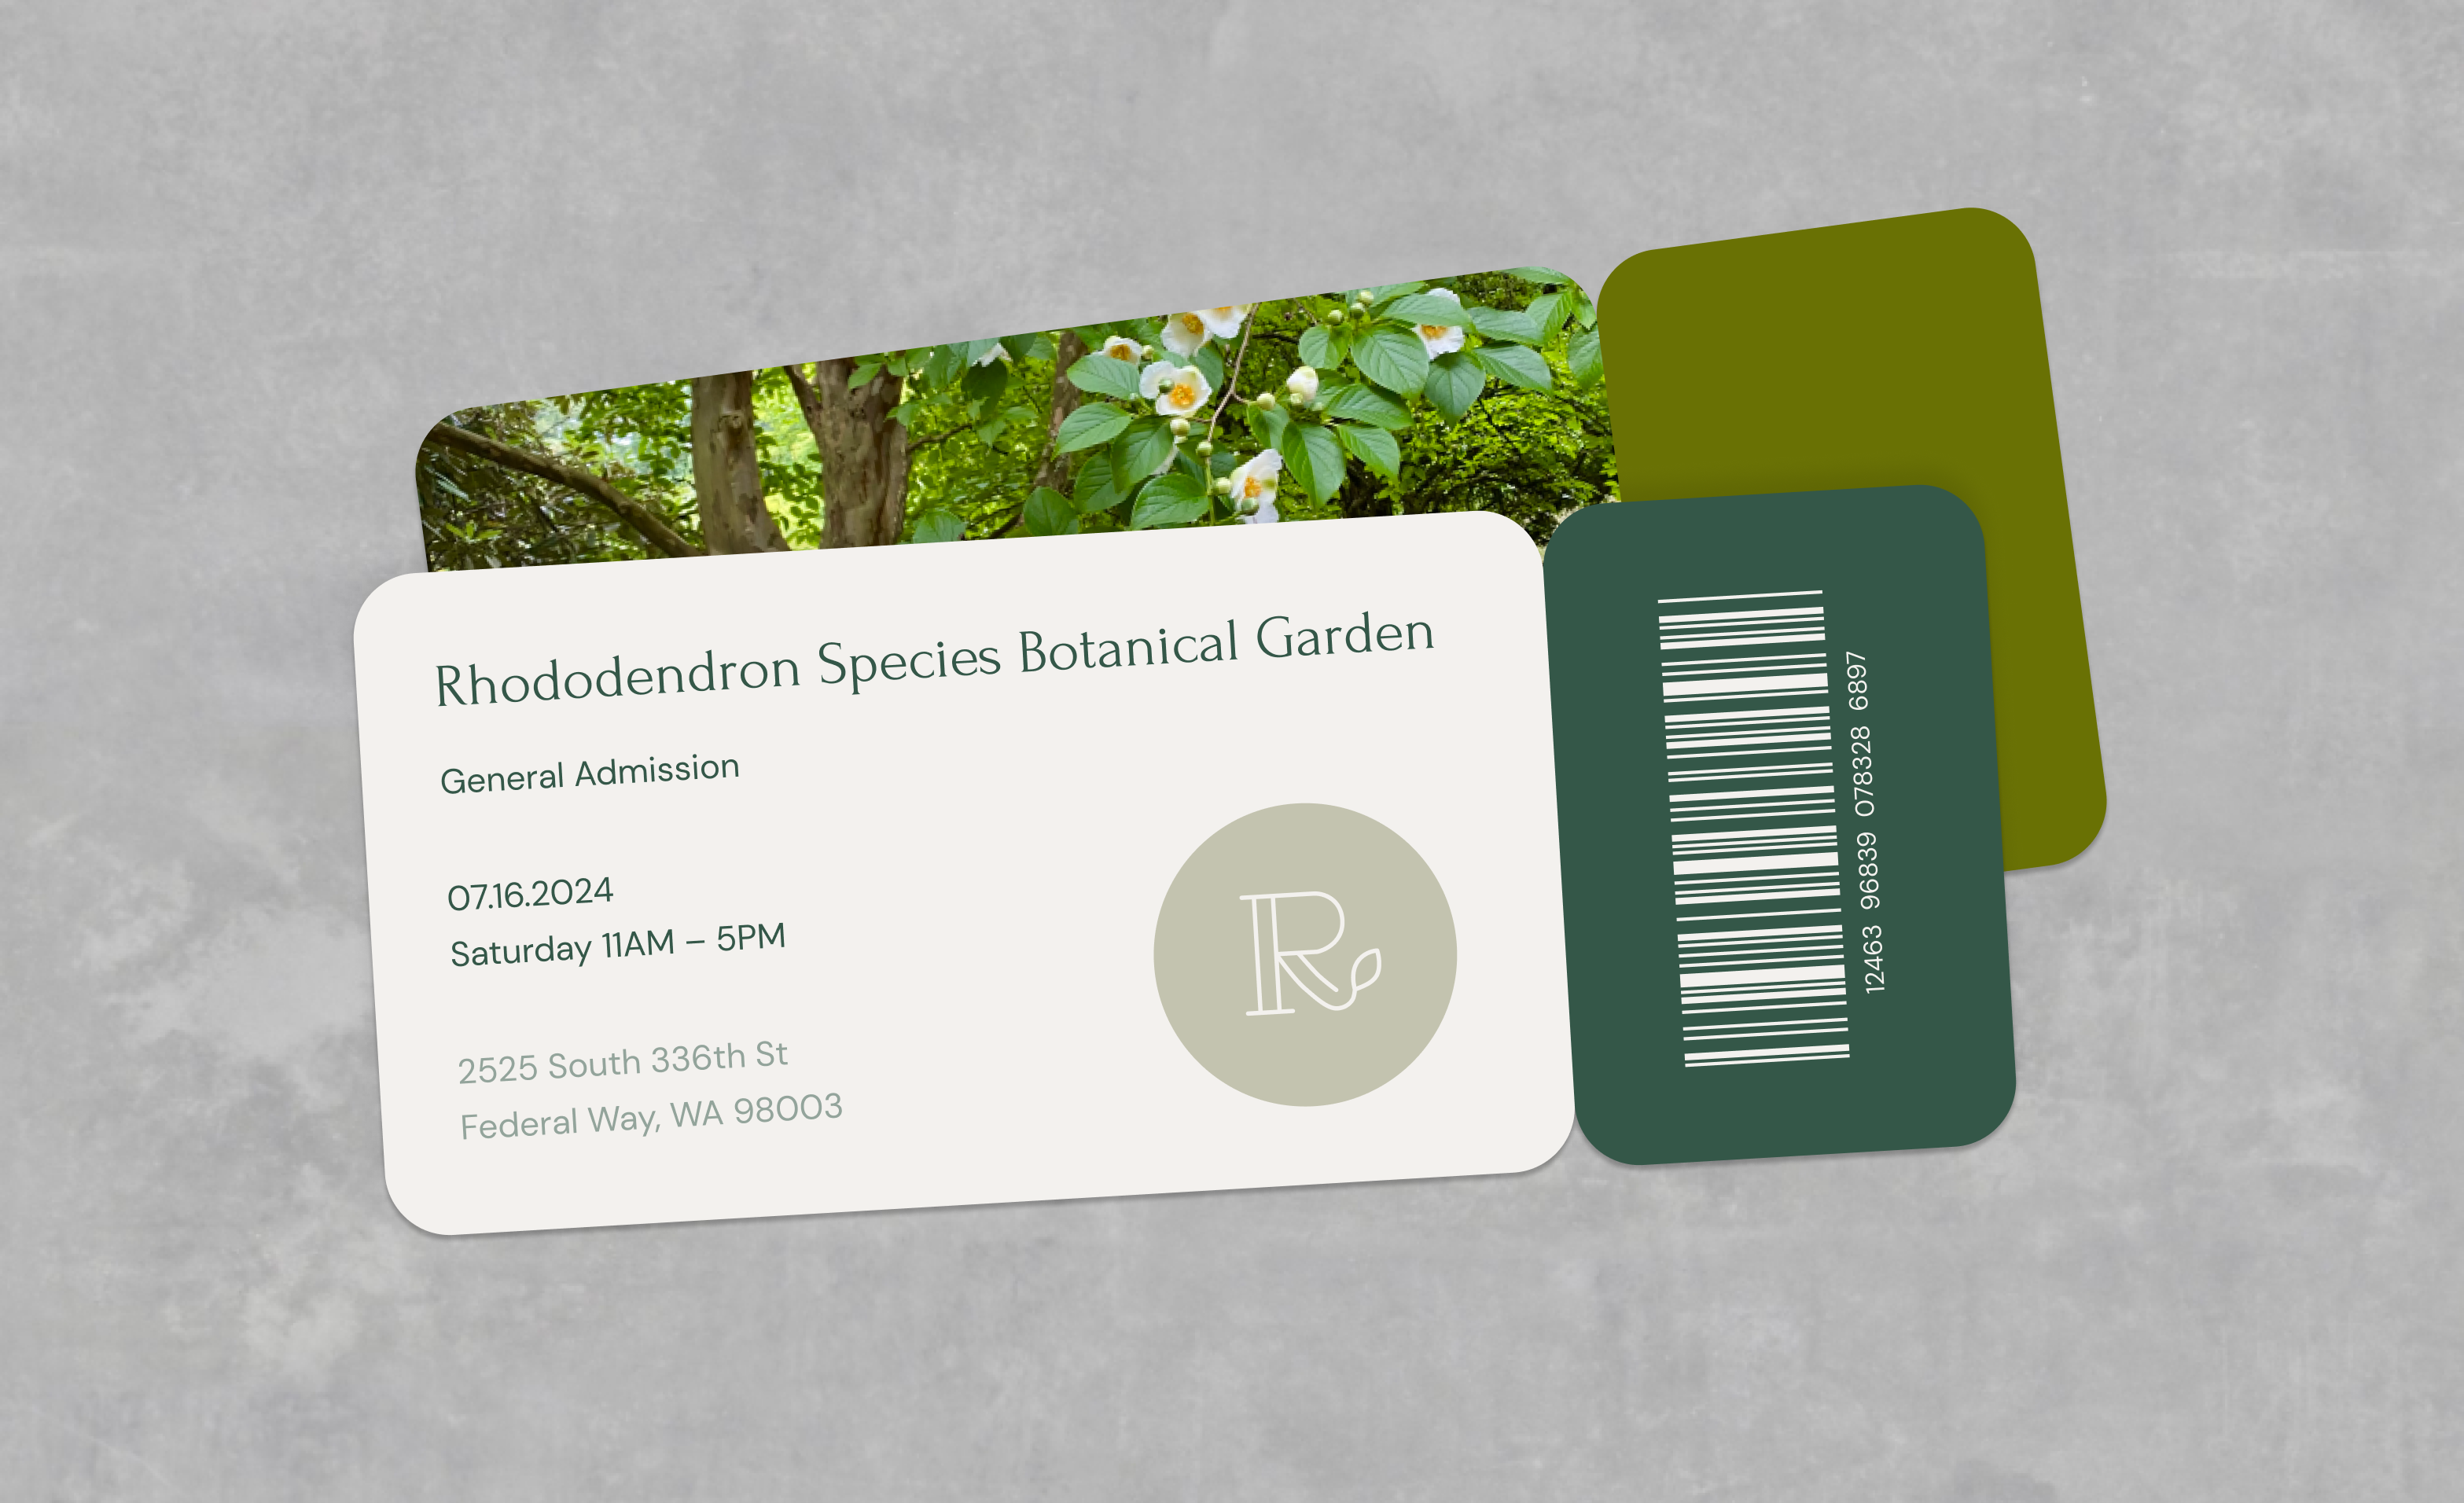 Rhododendron Species Botanical Garden
General Admission
07.16.2024
Saturday 11AM – 5PM
2525 South 336th St
Federal Way, WA 98003
R
12463 96839 078328 6897